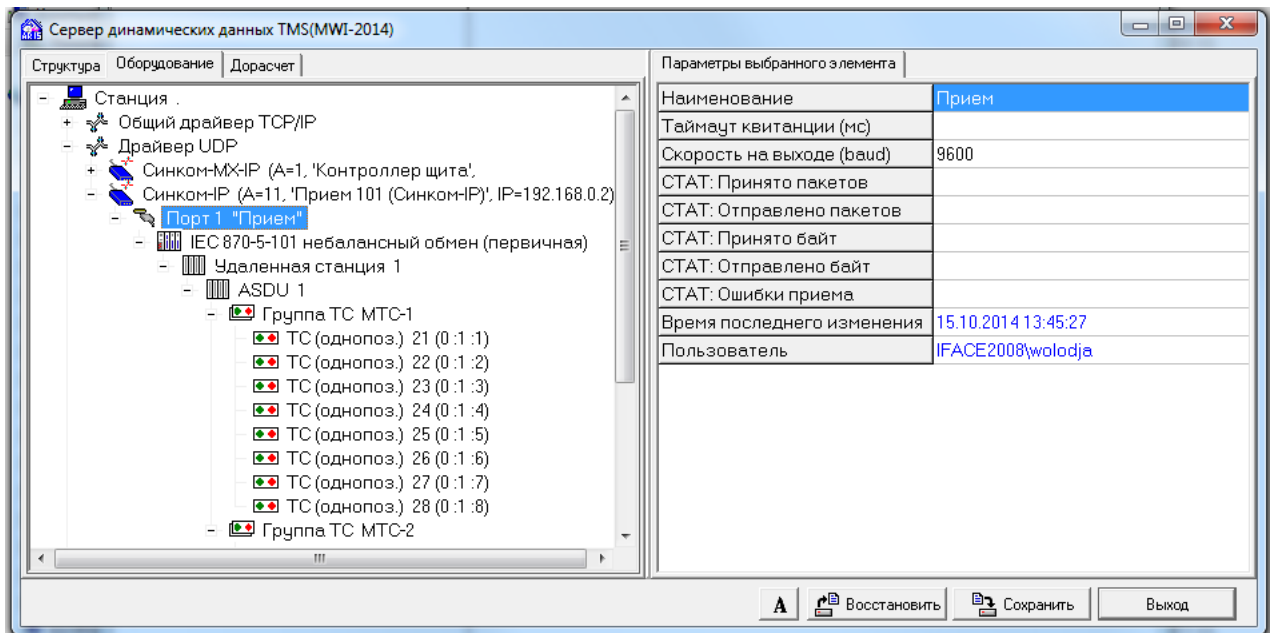 Сервер динамических данных TMS(MWI-2014)
Структура Оборудование Дорасчет
Станция .
Общий драйвер TCP/IP
Драйвер UDP
Синком-MX-IP (A=1, 'Контроллер щита',
Синком-IP (A=11, 'Прием 101 (Синком-IP)', IP=192.168.0.2)
Порт 1 "Прием"
IEC 870-5-101 небалансный обмен (первичная)
Удаленная станция 1
ASDU 1
Группа ТС МТС-1
ТС (однопоз.) 21 (0 :1 :1)
ТС (однопоз.) 22 (0 :1 :2)
ТС (однопоз.) 23 (0 :1 :3)
ТС (однопоз.) 24 (0 :1 :4)
ТС (однопоз.) 25 (0 :1 :5)
ТС (однопоз.) 26 (0 :1 :6)
ТС (однопоз.) 27 (0 :1 :7)
ТС (однопоз.) 28 (0 :1 :8)
Группа ТС МТС-2
Параметры выбранного элемента
Наименование Прием
Таймаут квитанции (мс)
Скорость на выходе (baud) 9600
СТАТ: Принято пакетов
СТАТ: Отправлено пакетов
СТАТ: Принято байт
СТАТ: Отправлено байт
СТАТ: Ошибки приема
Время последнего изменения 15.10.2014 13:45:27
Пользователь IFACE2008\wolodja
A Восстановить Сохранить Выход